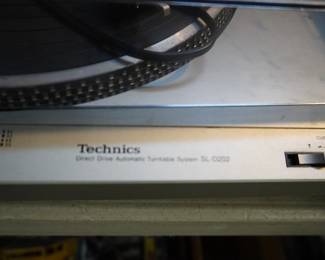 Technics
Direct Drive Automatic Turntable System SL-D202